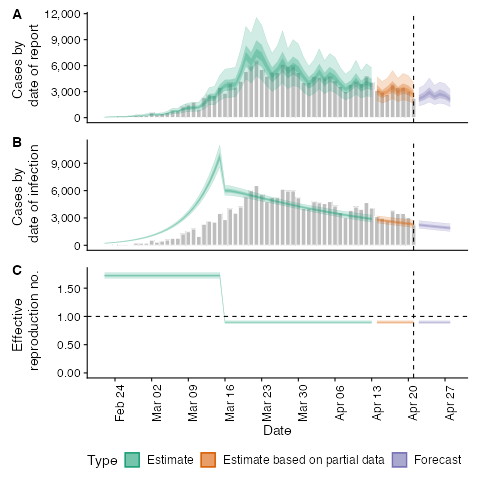 A
12,000
9,000
6,000
3,000
0
Cases by
date of report
B
9,000
6,000
3,000
0
Cases by
date of infection
C
1.50
1.00
0.50
0.00
Effective
reproduction no.
Feb 24
Mar 02
Mar 09
Mar 16
Mar 23
Mar 30
Apr 06
Apr 13
Apr 20
Apr 27
Date
Type Estimate Estimate based on partial data Forecast